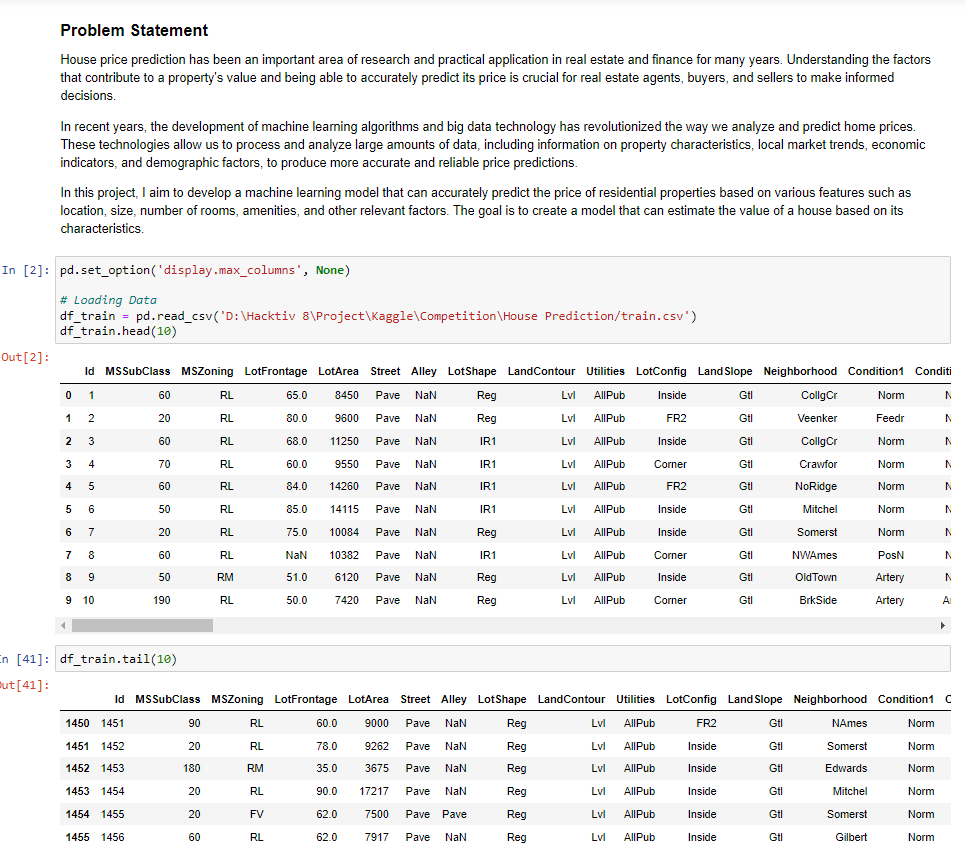 Problem Statement
House price prediction has been an important area of research and practical application in real estate and finance for many years. Understanding the factors
that contribute to a property's value and being able to accurately predict its price is crucial for real estate agents, buyers, and sellers to make informed
decisions.
In recent years, the development of machine learning algorithms and big data technology has revolutionized the way we analyze and predict home prices.
These technologies allow us to process and analyze large amounts of data, including information on property characteristics, local market trends, economic
indicators, and demographic factors, to produce more accurate and reliable price predictions.
In this project, I aim to develop a machine learning model that can accurately predict the price of residential properties based on various features such as
location, size, number of rooms, amenities, and other relevant factors. The goal is to create a model that can estimate the value of a house based on its
characteristics.
In [2]: pd.set_option('display.max_columns', None)
# Loading Data
df_train = pd.read_csv('D:\Hacktiv 8\Project\Kaggle\Competition\House Prediction/train.csv')
df_train.head(10)
Out[2]:
Id MSSubClass MSZoning LotFrontage LotArea Street Alley LotShape LandContour Utilities LotConfig LandSlope Neighborhood Condition1 Conditi
0 1 60 RL 65.0 8450 Pave NaN Reg Lvl AllPub Inside Gtl CollgCr Norm N
1 2 20 RL 80.0 9600 Pave NaN Reg Lvl AllPub FR2 Gtl Veenker Feedr N
2 3 60 RL 68.0 11250 Pave NaN IR1 Lvl AllPub Inside Gtl CollgCr Norm N
3 4 70 RL 60.0 9550 Pave NaN IR1 Lvl AllPub Corner Gtl Crawfor Norm N
4 5 60 RL 84.0 14260 Pave NaN IR1 Lvl AllPub FR2 Gtl NoRidge Norm N
5 6 50 RL 85.0 14115 Pave NaN IR1 Lvl AllPub Inside Gtl Mitchel Norm N
6 7 20 RL 75.0 10084 Pave NaN Reg Lvl AllPub Inside Gtl Somerst Norm N
7 8 60 RL NaN 10382 Pave NaN IR1 Lvl AllPub Corner Gtl NWAmes PosN N
8 9 50 RM 51.0 6120 Pave NaN Reg Lvl AllPub Inside Gtl OldTown Artery N
9 10 190 RL 50.0 7420 Pave NaN Reg Lvl AllPub Corner Gtl BrkSide Artery A
n [41]: df_train.tail(10)
ut[41]:
Id MSSubClass MSZoning LotFrontage LotArea Street Alley LotShape LandContour Utilities LotConfig LandSlope Neighborhood Condition1 C
1450 1451 90 RL 60.0 9000 Pave NaN Reg Lvl AllPub FR2 Gtl NAmes Norm
1451 1452 20 RL 78.0 9262 Pave NaN Reg Lvl AllPub Inside Gtl Somerst Norm
1452 1453 180 RM 35.0 3675 Pave NaN Reg Lvl AllPub Inside Gtl Edwards Norm
1453 1454 20 RL 90.0 17217 Pave NaN Reg Lvl AllPub Inside Gtl Mitchel Norm
1454 1455 20 FV 62.0 7500 Pave Pave Reg Lvl AllPub Inside Gtl Somerst Norm
1455 1456 60 RL 62.0 7917 Pave NaN Reg Lvl AllPub Inside Gtl Gilbert Norm